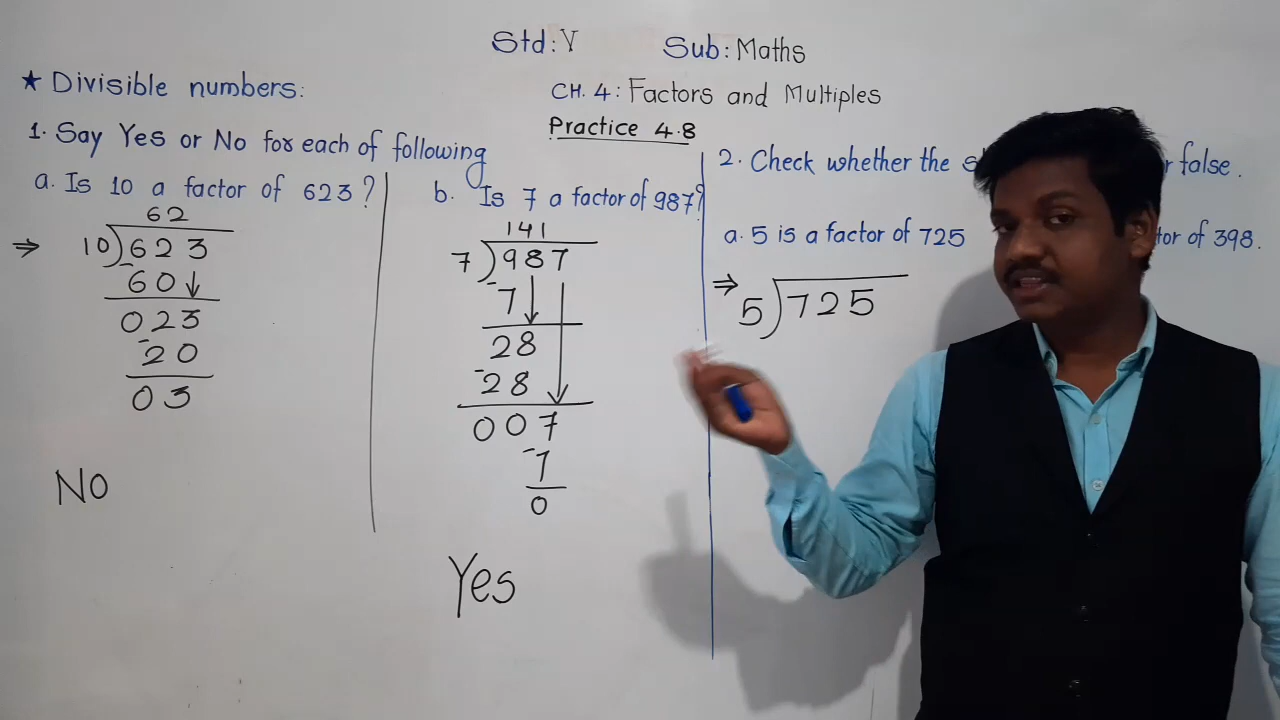 Std: V Sub: Maths
★ Divisible numbers:
CH. 4: Factors and Multiples
Practice 4.8
1. Say Yes or No for each of following
a. Is 10 a factor of 623?
62
⇒ 10)623
-60↓
023
-20
03
NO
b. Is 7 a factor of 987?
141
7)987
-7
28
-28
007
-7
0
Yes
2. Check whether the false.
a. 5 is a factor of 725 of 398.
⇒ 5)725